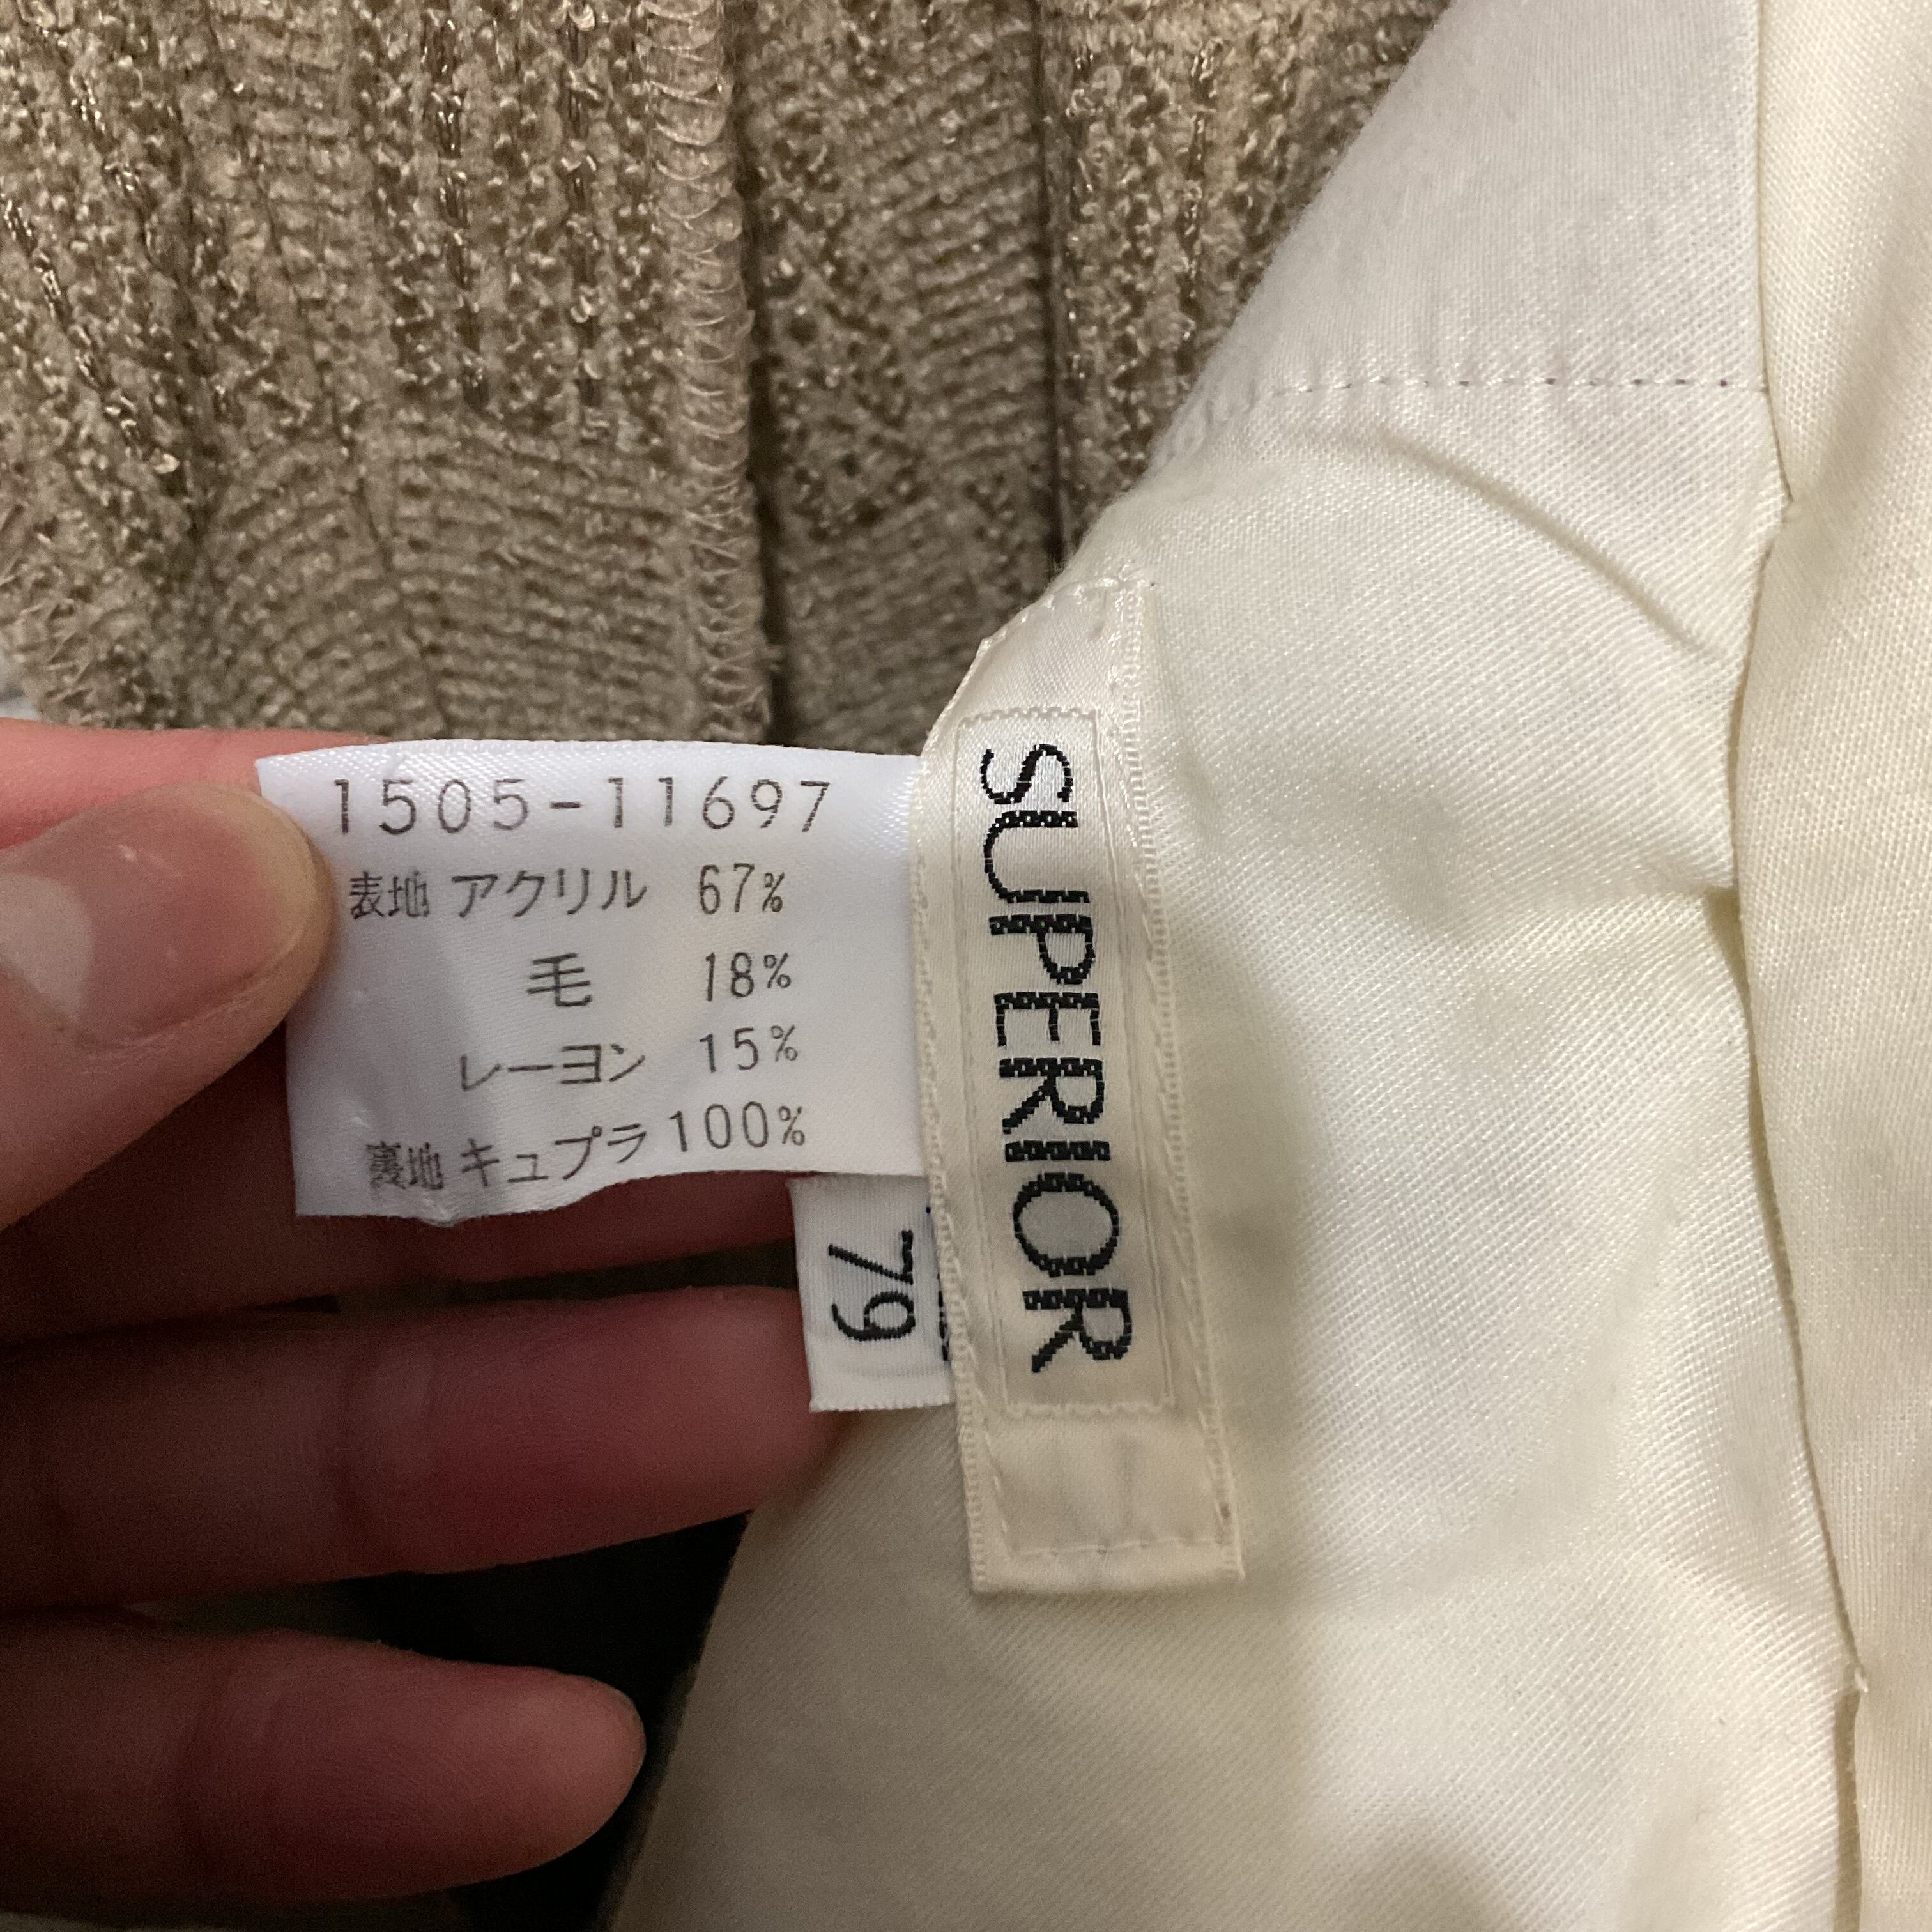 1505-11697
表地 アクリル 67%
毛 18%
レーヨン 15%
裏地 キュプラ 100%
SUPERIOR
79